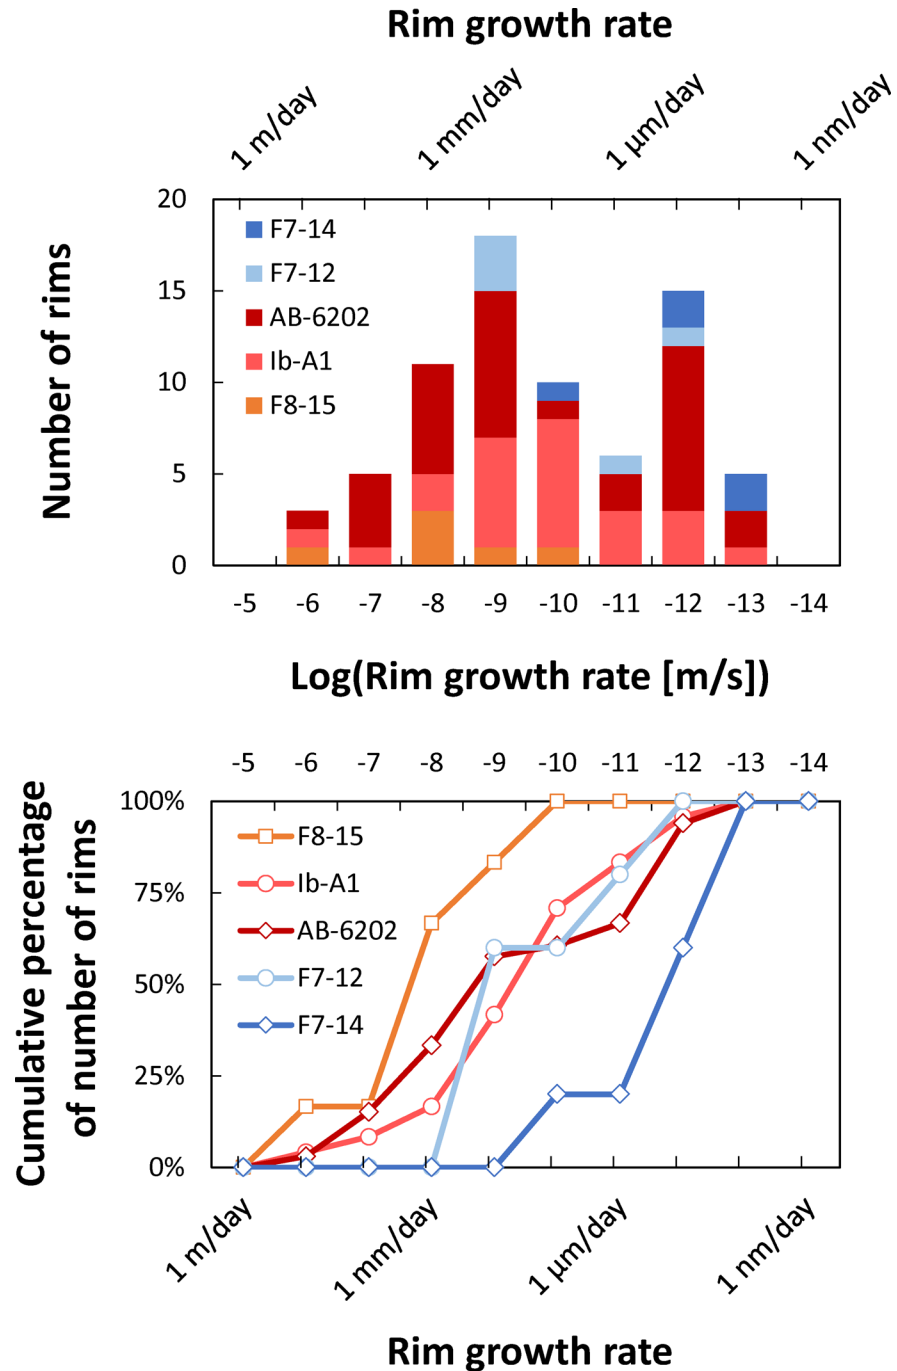 Rim growth rate
1 m/day
1 mm/day
1 μm/day
1 nm/day
Number of rims
20
15
10
5
0
F7-14
F7-12
AB-6202
Ib-A1
F8-15
-5 -6 -7 -8 -9 -10 -11 -12 -13 -14
Log(Rim growth rate [m/s])
-5 -6 -7 -8 -9 -10 -11 -12 -13 -14
Cumulative percentage
of number of rims
100%
75%
50%
25%
0%
F8-15
Ib-A1
AB-6202
F7-12
F7-14
1 m/day
1 mm/day
1 μm/day
1 nm/day
Rim growth rate